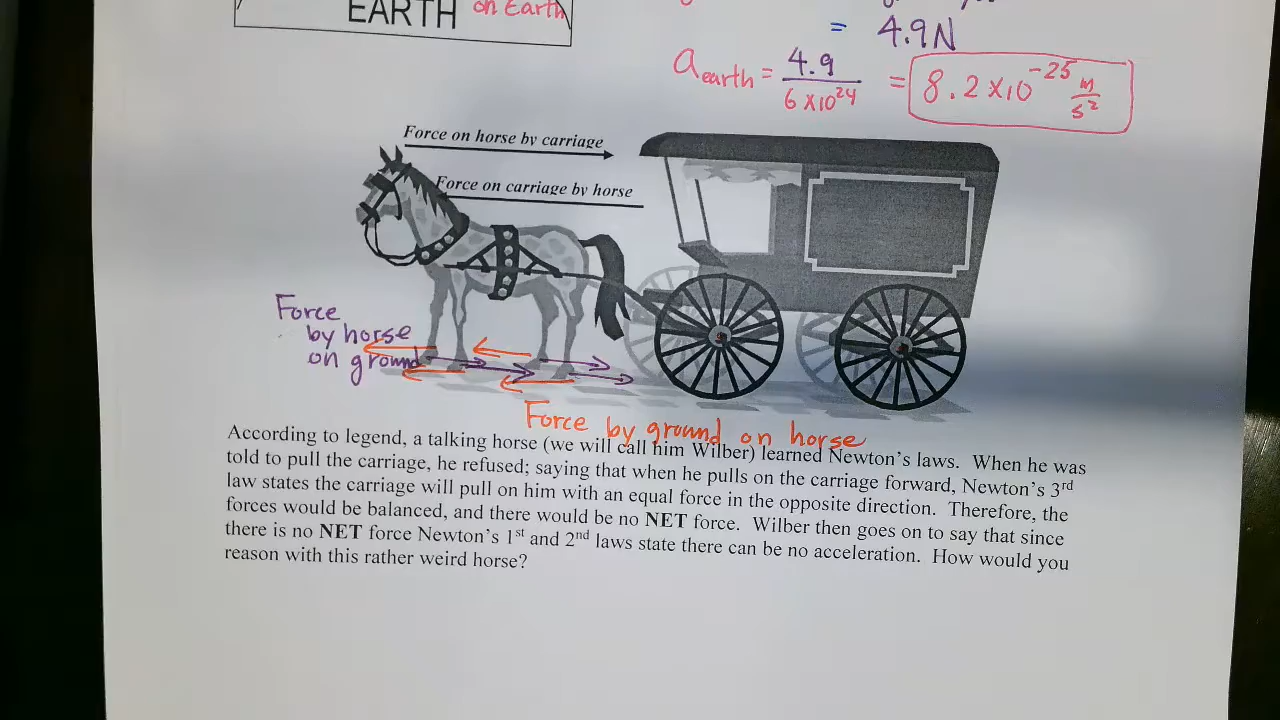 EARTH on Earth
= 4.9N
a earth = 4.9 / 6 x10²⁴ = 8.2 x10⁻²⁵ m/s²
Force on horse by carriage
Force on carriage by horse
Force
by horse
on ground
Force by ground on horse
According to legend, a talking horse (we will call him Wilber) learned Newton's laws. When he was
told to pull the carriage, he refused; saying that when he pulls on the carriage forward, Newton's 3rd
law states the carriage will pull on him with an equal force in the opposite direction. Therefore, the
forces would be balanced, and there would be no NET force. Wilber then goes on to say that since
there is no NET force Newton's 1st and 2nd laws state there can be no acceleration. How would you
reason with this rather weird horse?